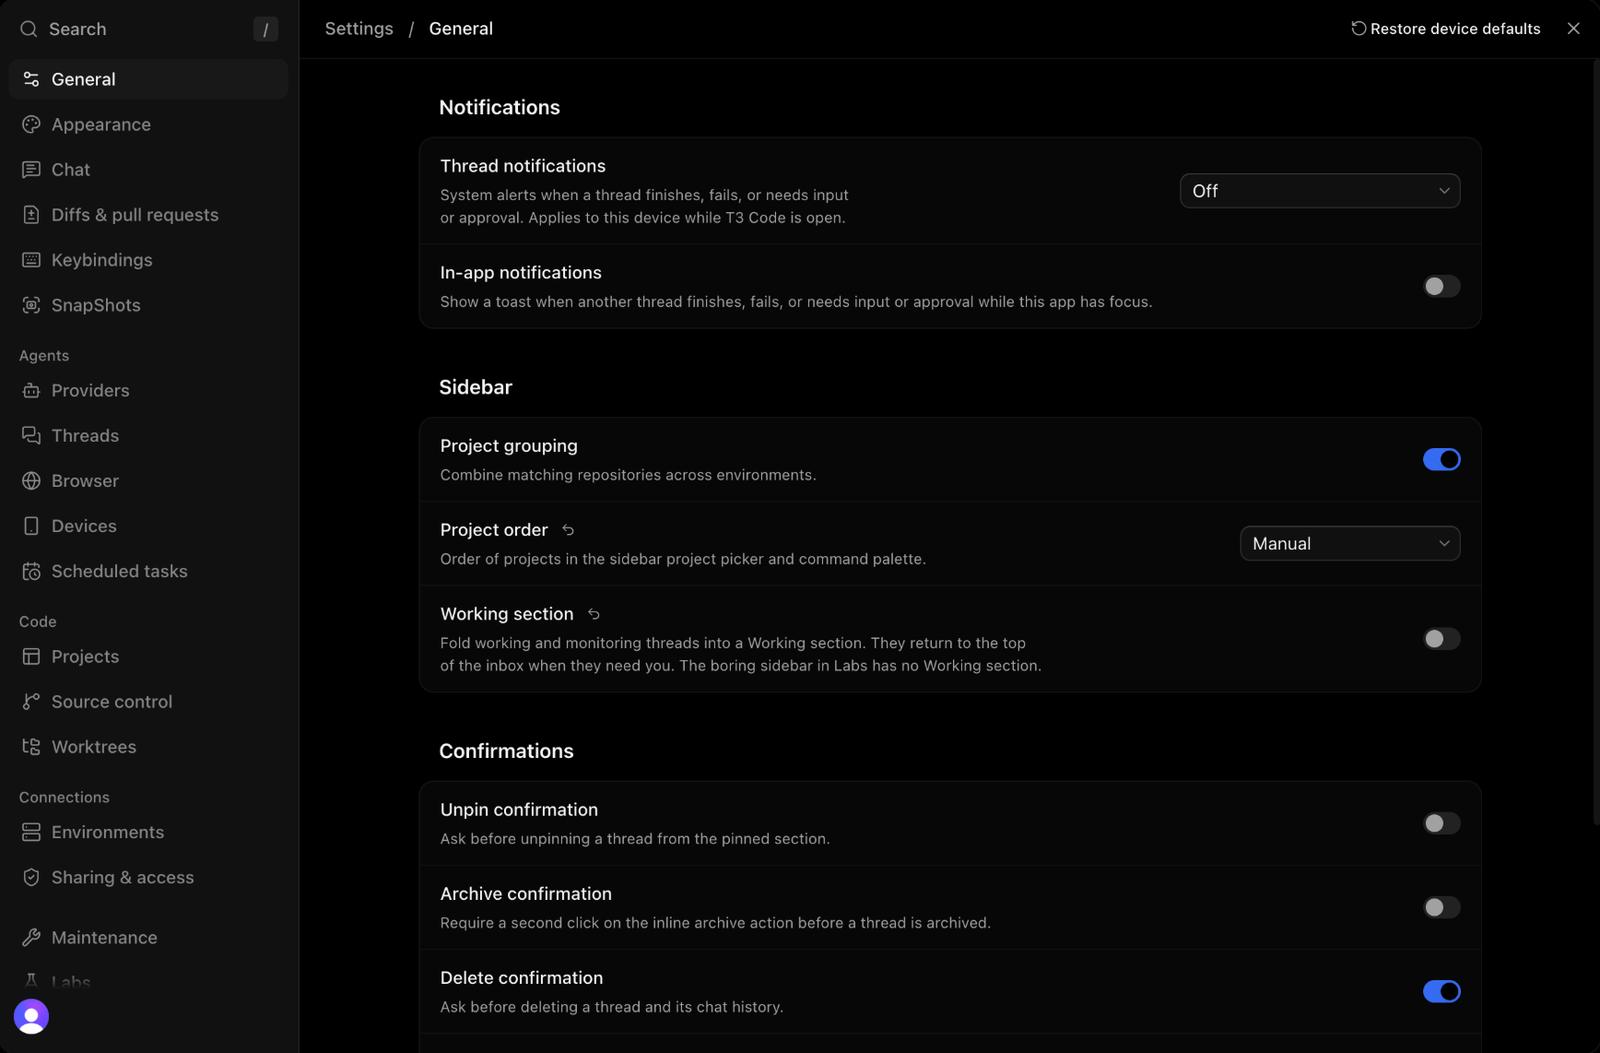 Search
/
General
Appearance
Chat
Diffs & pull requests
Keybindings
SnapShots
Agents
Providers
Threads
Browser
Devices
Scheduled tasks
Code
Projects
Source control
Worktrees
Connections
Environments
Sharing & access
Maintenance
Labs
Settings / General
Restore device defaults
Notifications
Thread notifications
System alerts when a thread finishes, fails, or needs input
or approval. Applies to this device while T3 Code is open.
Off
In-app notifications
Show a toast when another thread finishes, fails, or needs input or approval while this app has focus.
Sidebar
Project grouping
Combine matching repositories across environments.
Project order
Order of projects in the sidebar project picker and command palette.
Manual
Working section
Fold working and monitoring threads into a Working section. They return to the top
of the inbox when they need you. The boring sidebar in Labs has no Working section.
Confirmations
Unpin confirmation
Ask before unpinning a thread from the pinned section.
Archive confirmation
Require a second click on the inline archive action before a thread is archived.
Delete confirmation
Ask before deleting a thread and its chat history.